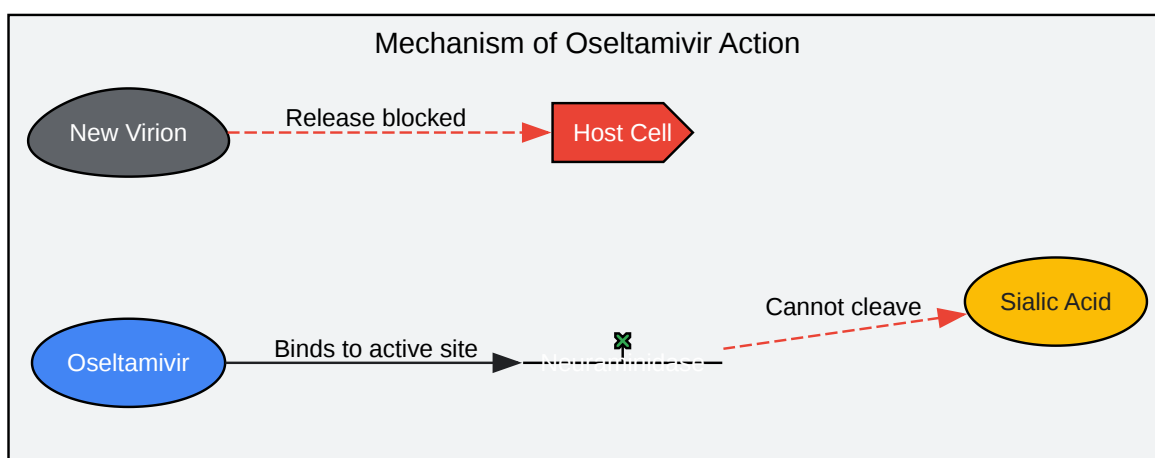 Mechanism of Oseltamivir Action
New Virion
Release blocked
Host Cell
Sialic Acid
Cannot cleave
Oseltamivir
Binds to active site
Neuraminidase